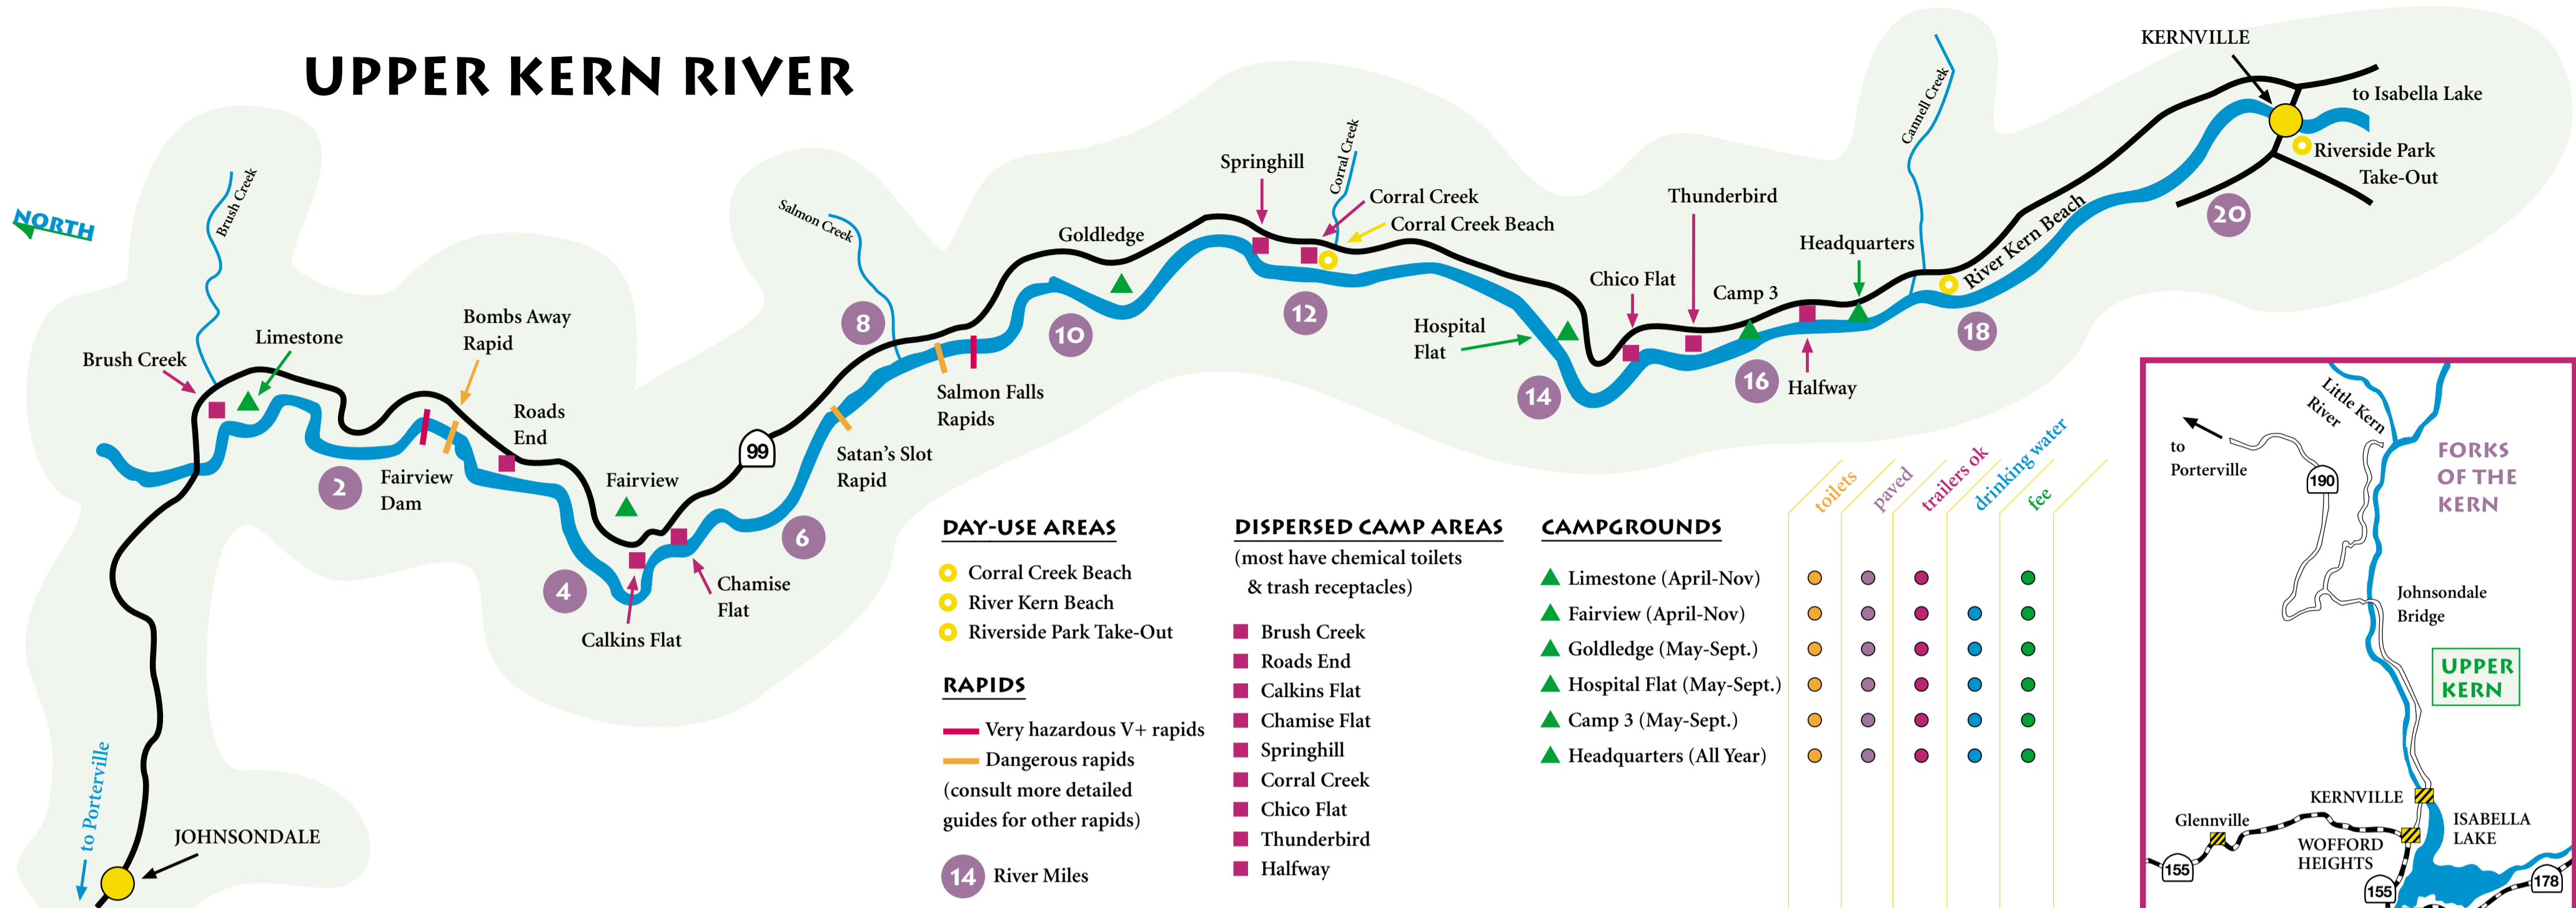 UPPER KERN RIVER
NORTH
Brush Creek
Brush Creek
Limestone
Bombs Away
Rapid
Roads
End
2
Fairview
Dam
Fairview
4
Calkins Flat
Chamise
Flat
99
6
Salmon Creek
8
Satan's Slot
Rapid
Salmon Falls
Rapids
Goldledge
10
Springhill
Corral Creek
Corral Creek
Corral Creek Beach
12
Hospital
Flat
14
Chico Flat
Thunderbird
Camp 3
16
Halfway
Headquarters
Cannell Creek
18
River Kern Beach
KERNVILLE
to Isabella Lake
Riverside Park
Take-Out
20
to Porterville
JOHNSONDALE
DAY-USE AREAS
Corral Creek Beach
River Kern Beach
Riverside Park Take-Out
RAPIDS
Very hazardous V+ rapids
Dangerous rapids
(consult more detailed
guides for other rapids)
14 River Miles
DISPERSED CAMP AREAS
(most have chemical toilets
& trash receptacles)
Brush Creek
Roads End
Calkins Flat
Chamise Flat
Springhill
Corral Creek
Chico Flat
Thunderbird
Halfway
CAMPGROUNDS
toilets
paved
trailers ok
drinking water
fee
Limestone (April-Nov)
Fairview (April-Nov)
Goldledge (May-Sept.)
Hospital Flat (May-Sept.)
Camp 3 (May-Sept.)
Headquarters (All Year)
Little Kern
River
to
Porterville
190
FORKS
OF THE
KERN
Johnsondale
Bridge
UPPER
KERN
KERNVILLE
Glennville
WOFFORD
HEIGHTS
ISABELLA
LAKE
155
155
178